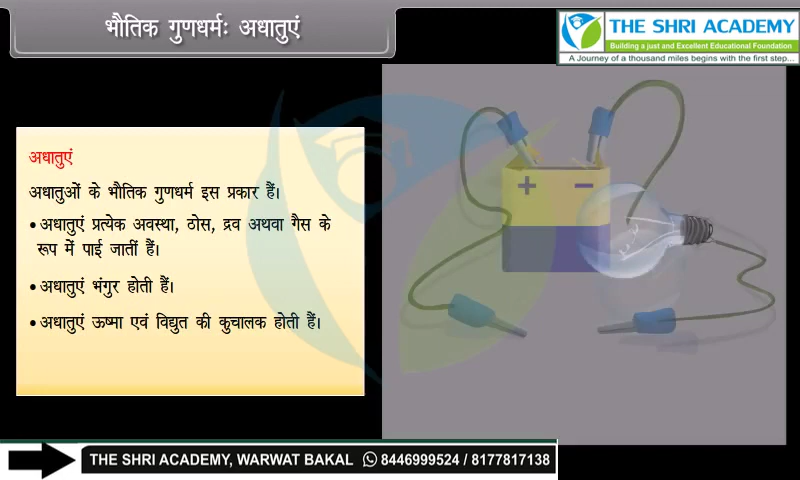 भौतिक गुणधर्मः अधातुएं
THE SHRI ACADEMY
Building a just and Excellent Educational Foundation
A Journey of a thousand miles begins with the first step...
अधातुएं
अधातुओं के भौतिक गुणधर्म इस प्रकार हैं।
•अधातुएं प्रत्येक अवस्था, ठोस, द्रव अथवा गैस के
रूप में पाई जातीं हैं।
•अधातुएं भंगुर होती हैं।
•अधातुएं ऊष्मा एवं विद्युत की कुचालक होती हैं।
+ −
THE SHRI ACADEMY, WARWAT BAKAL 8446999524 / 8177817138